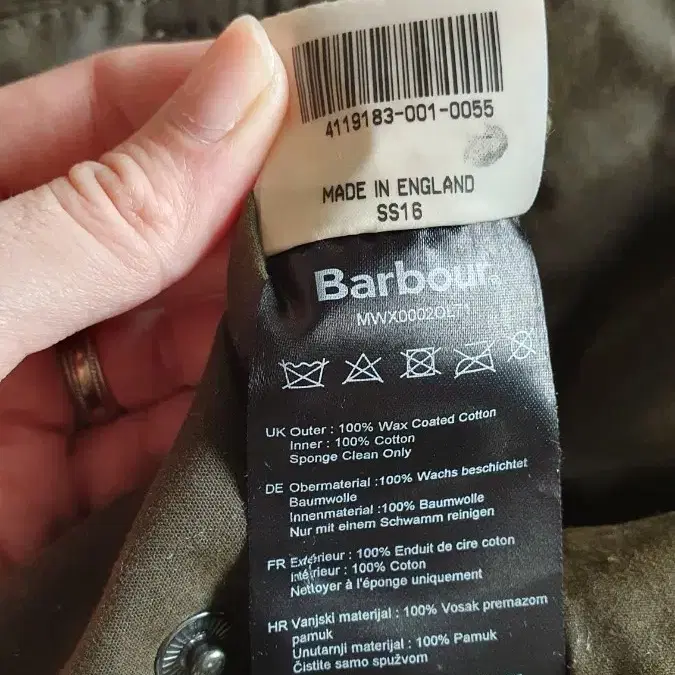 4119183-001-0055
MADE IN ENGLAND
SS16
Barbour
MWX0002OL71
UK Outer : 100% Wax Coated Cotton
Inner : 100% Cotton
Sponge Clean Only
DE Obermaterial :100% Wachs beschichtet
Baumwolle
Innenmaterial :100% Baumwolle
Nur mit einem Schwamm reinigen
FR Extérieur : 100% Enduit de cire coton
Intérieur : 100% Coton
Nettoyer à l'éponge uniquement
HR Vanjski materijal : 100% Vosak premazom
pamuk
Unutarnji materijal : 100% Pamuk
Čistite samo spužvom